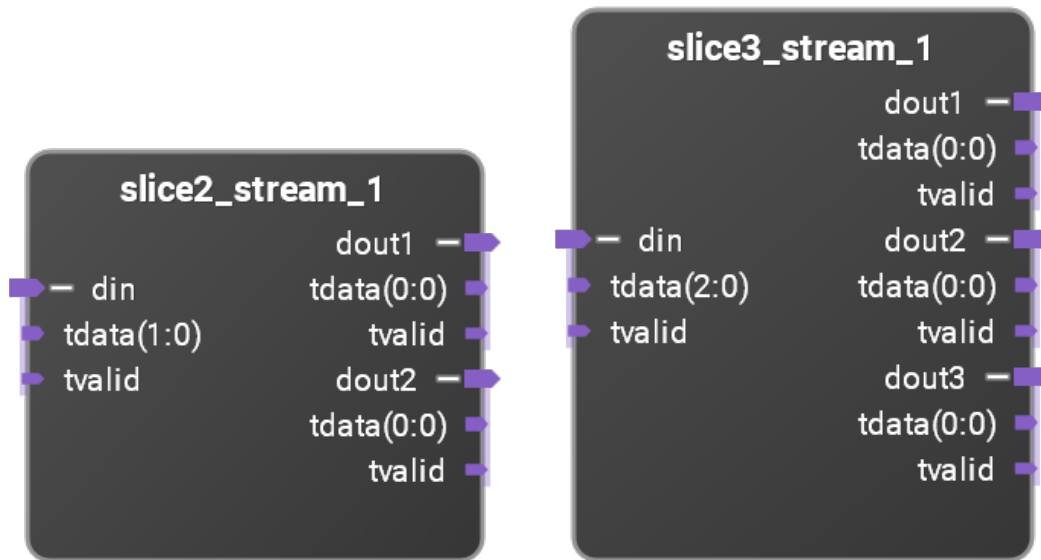 slice2_stream_1
dout1
din
tdata(0:0)
tdata(1:0)
tvalid
tvalid
dout2
tdata(0:0)
tvalid
slice3_stream_1
dout1
tdata(0:0)
tvalid
din
dout2
tdata(2:0)
tdata(0:0)
tvalid
tvalid
dout3
tdata(0:0)
tvalid